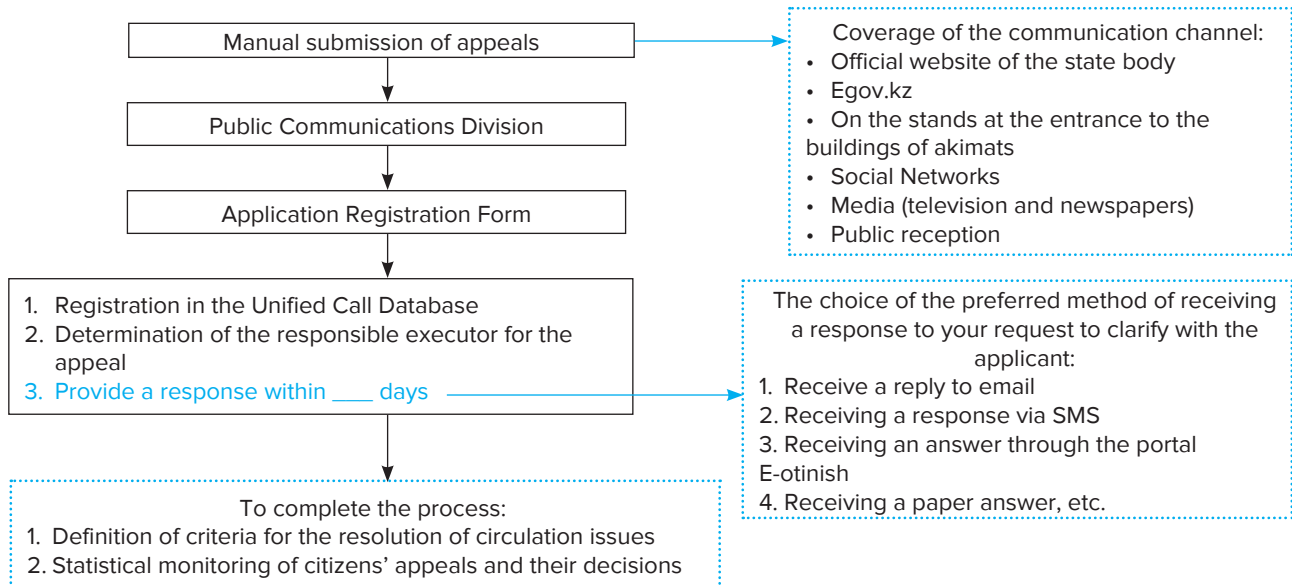 Manual submission of appeals
Public Communications Division
Application Registration Form
1. Registration in the Unified Call Database
2. Determination of the responsible executor for the
appeal
3. Provide a response within ___ days
To complete the process:
1. Definition of criteria for the resolution of circulation issues
2. Statistical monitoring of citizens’ appeals and their decisions
Coverage of the communication channel:
• Official website of the state body
• Egov.kz
• On the stands at the entrance to the
buildings of akimats
• Social Networks
• Media (television and newspapers)
• Public reception
The choice of the preferred method of receiving
a response to your request to clarify with the
applicant:
1. Receive a reply to email
2. Receiving a response via SMS
3. Receiving an answer through the portal
E-otinish
4. Receiving a paper answer, etc.